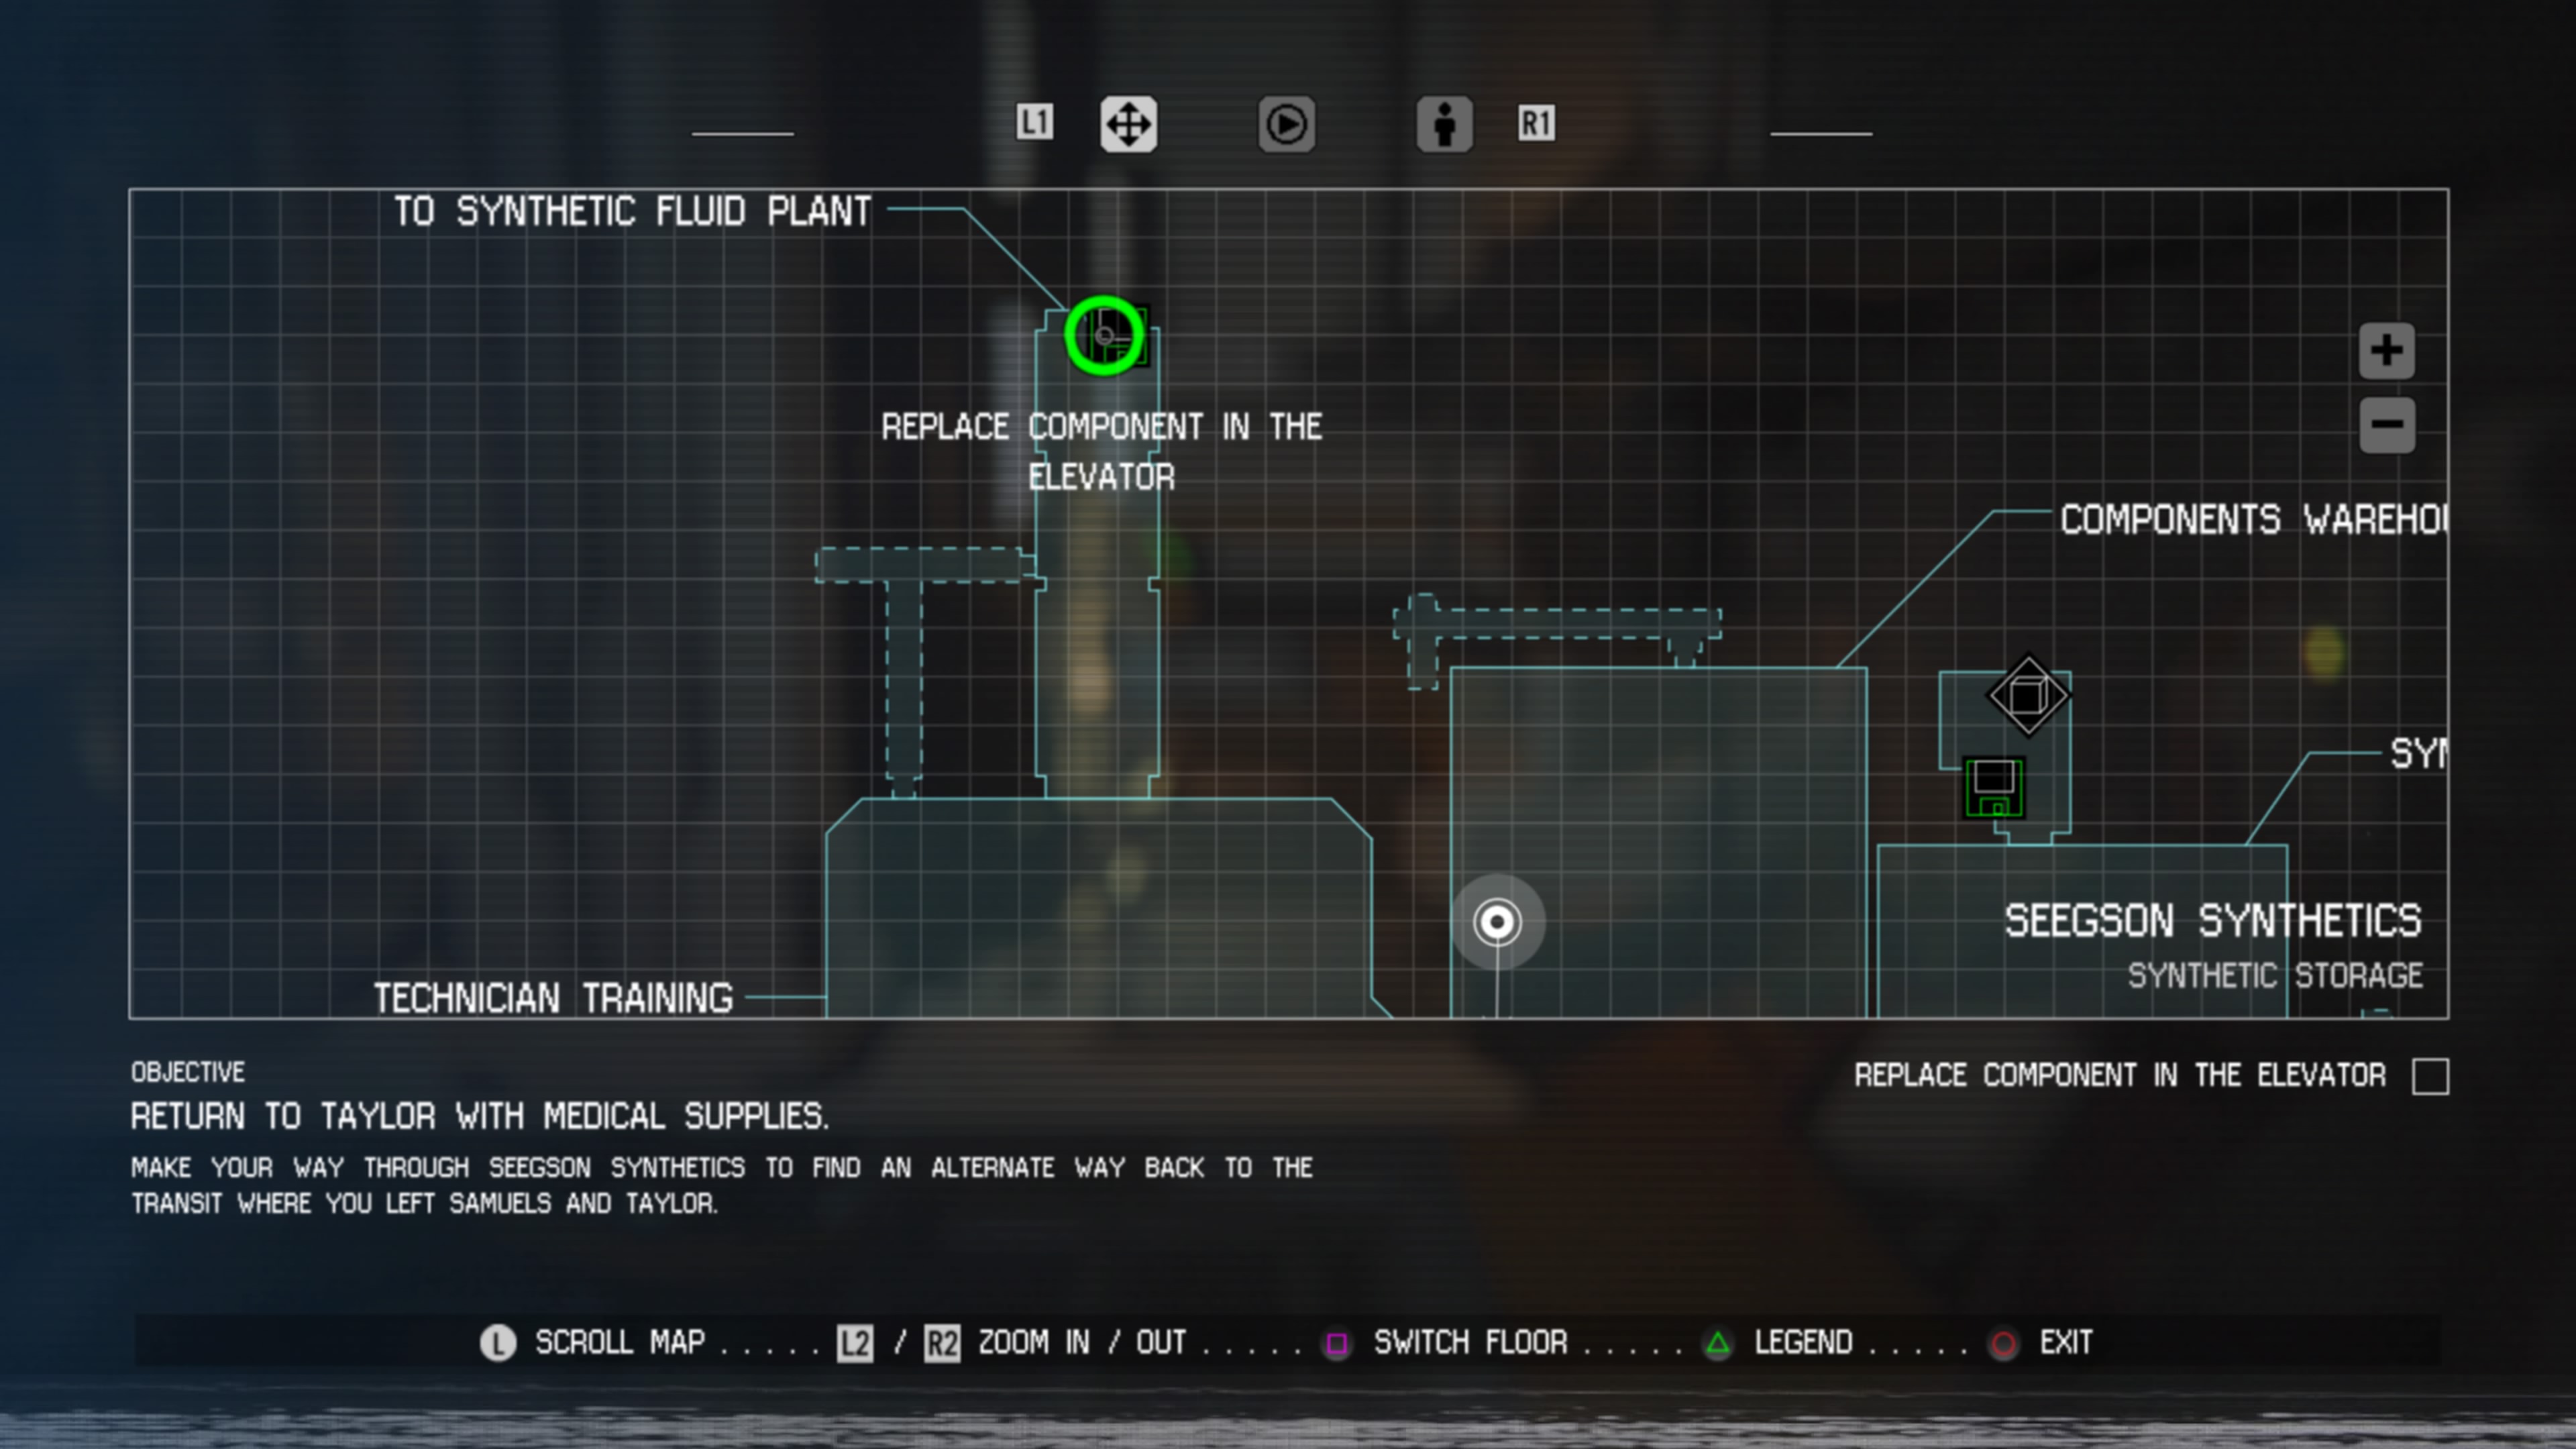 L1
R1
TO SYNTHETIC FLUID PLANT
REPLACE COMPONENT IN THE
ELEVATOR
COMPONENTS WAREHO
SYN
SEEGSON SYNTHETICS
SYNTHETIC STORAGE
TECHNICIAN TRAINING
OBJECTIVE
RETURN TO TAYLOR WITH MEDICAL SUPPLIES.
MAKE YOUR WAY THROUGH SEEGSON SYNTHETICS TO FIND AN ALTERNATE WAY BACK TO THE
TRANSIT WHERE YOU LEFT SAMUELS AND TAYLOR.
REPLACE COMPONENT IN THE ELEVATOR
L SCROLL MAP ..... L2 / R2 ZOOM IN / OUT ..... SWITCH FLOOR ..... LEGEND ..... EXIT